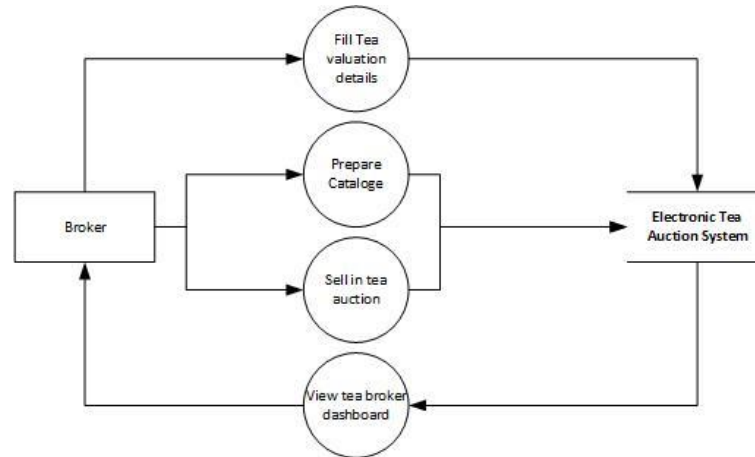 Fill Tea
valuation
details
Prepare
Cataloge
Broker
Electronic Tea
Auction System
Sell in tea
auction
View tea broker
dashboard